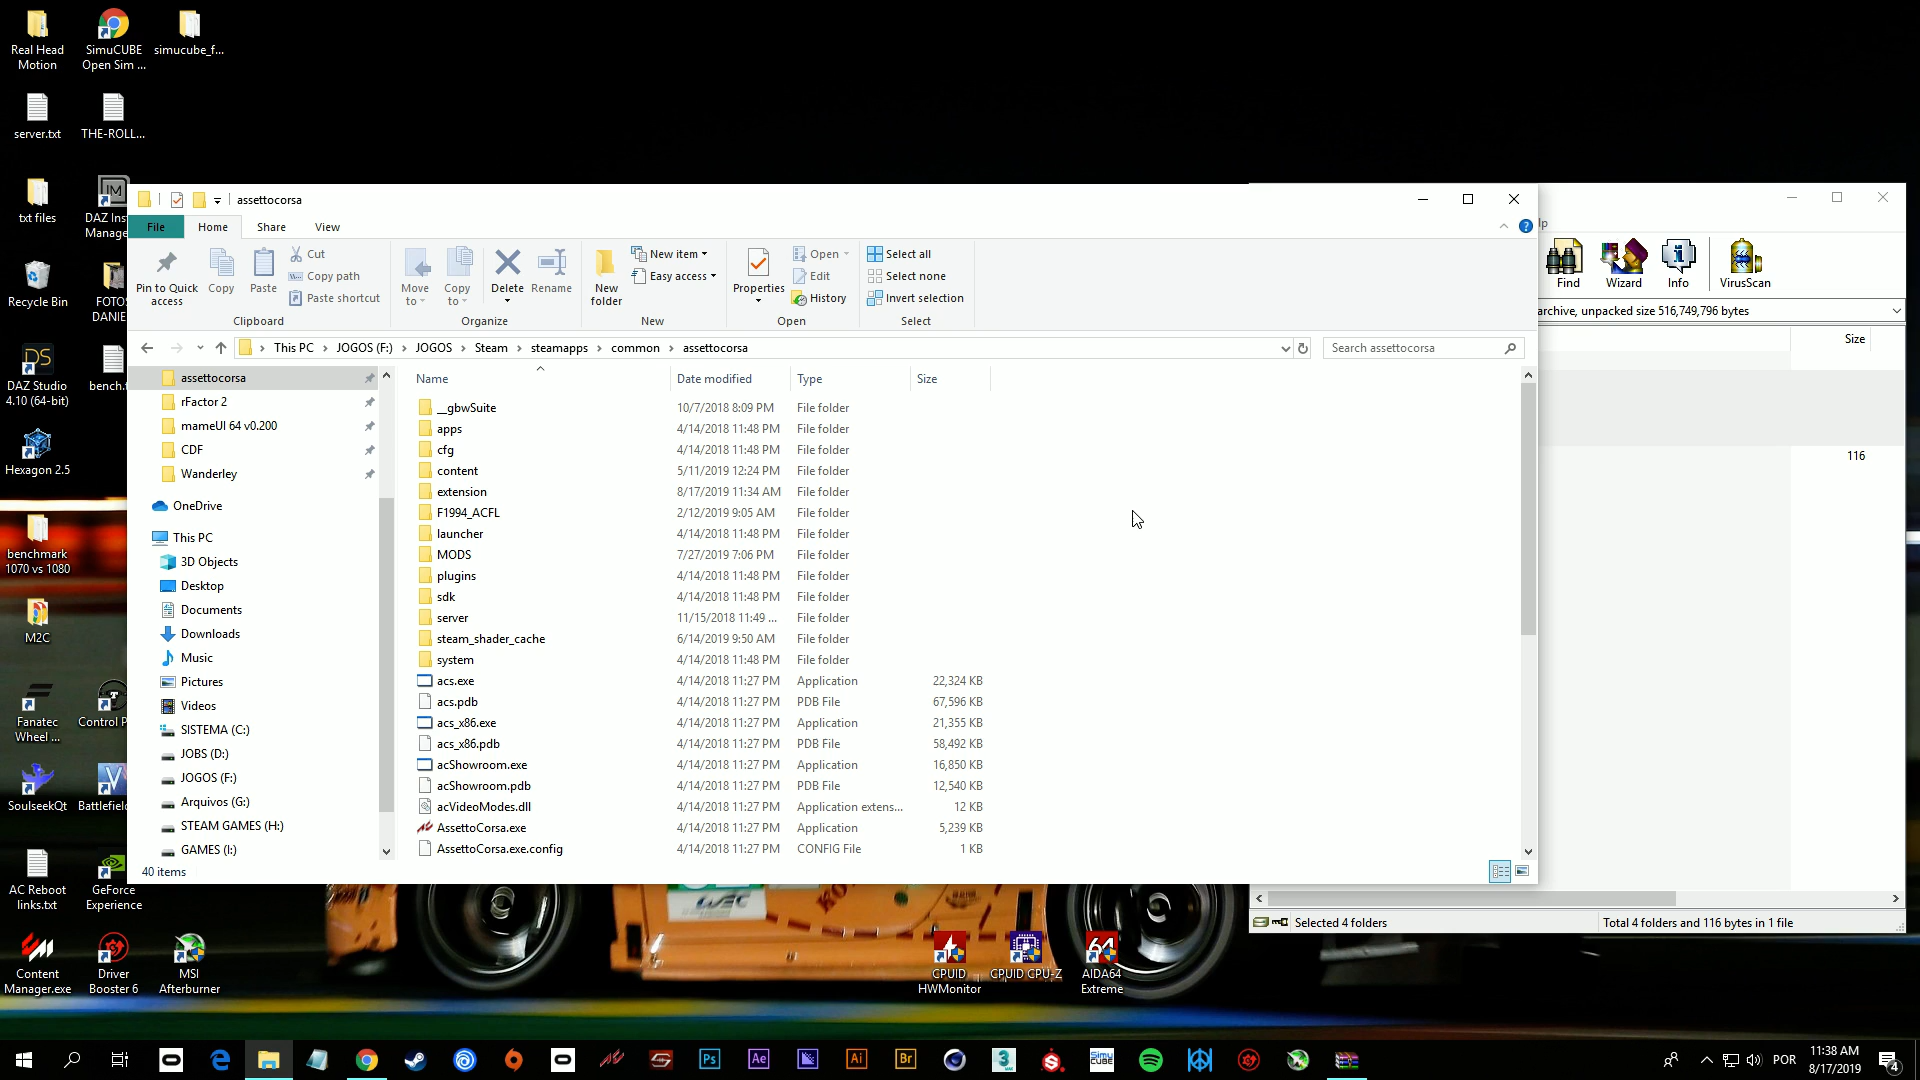 Real Head
Motion
SimuCUBE
Open Sim ...
simucube_f...
server.txt
THE-ROLL...
txt files
DAZ Ins
Manage
Recycle Bin
FOTOS
DANIE
DAZ Studio
4.10 (64-bit)
bench.t
Hexagon 2.5
benchmark
1070 vs 1080
M2C
Fanatec
Wheel ...
Control P
SoulseekQt
Battlefield
AC Reboot
links.txt
GeForce
Experience
Content
Manager.exe
Driver
Booster 6
MSI
Afterburner
CPUID
HWMonitor
CPUID CPU-Z
AIDA64
Extreme
assettocorsa
File
Home
Share
View
Pin to Quick
access
Copy
Paste
Cut
Copy path
Paste shortcut
Clipboard
Move
to
Copy
to
Delete
Rename
Organize
New
folder
New item
Easy access
New
Properties
Open
Edit
History
Open
Select all
Select none
Invert selection
Select
This PC > JOGOS (F:) > JOGOS > Steam > steamapps > common > assettocorsa
Search assettocorsa
assettocorsa
rFactor 2
mameUI 64 v0.200
CDF
Wanderley
OneDrive
This PC
3D Objects
Desktop
Documents
Downloads
Music
Pictures
Videos
SISTEMA (C:)
JOBS (D:)
JOGOS (F:)
Arquivos (G:)
STEAM GAMES (H:)
GAMES (I:)
Name Date modified Type Size
__gbwSuite 10/7/2018 8:09 PM File folder
apps 4/14/2018 11:48 PM File folder
cfg 4/14/2018 11:48 PM File folder
content 5/11/2019 12:24 PM File folder
extension 8/17/2019 11:34 AM File folder
F1994_ACFL 2/12/2019 9:05 AM File folder
launcher 4/14/2018 11:48 PM File folder
MODS 7/27/2019 7:06 PM File folder
plugins 4/14/2018 11:48 PM File folder
sdk 4/14/2018 11:48 PM File folder
server 11/15/2018 11:49 ... File folder
steam_shader_cache 6/14/2019 9:50 AM File folder
system 4/14/2018 11:48 PM File folder
acs.exe 4/14/2018 11:27 PM Application 22,324 KB
acs.pdb 4/14/2018 11:27 PM PDB File 67,596 KB
acs_x86.exe 4/14/2018 11:27 PM Application 21,355 KB
acs_x86.pdb 4/14/2018 11:27 PM PDB File 58,492 KB
acShowroom.exe 4/14/2018 11:27 PM Application 16,850 KB
acShowroom.pdb 4/14/2018 11:27 PM PDB File 12,540 KB
acVideoModes.dll 4/14/2018 11:27 PM Application extens... 12 KB
AssettoCorsa.exe 4/14/2018 11:27 PM Application 5,239 KB
AssettoCorsa.exe.config 4/14/2018 11:27 PM CONFIG File 1 KB
40 items
lp
Find
Wizard
Info
VirusScan
archive, unpacked size 516,749,796 bytes
Size
116
Selected 4 folders
Total 4 folders and 116 bytes in 1 file
WEC
Ps
Ae
Ai
Br
3
SIMU
CUBE
POR
11:38 AM
8/17/2019
4